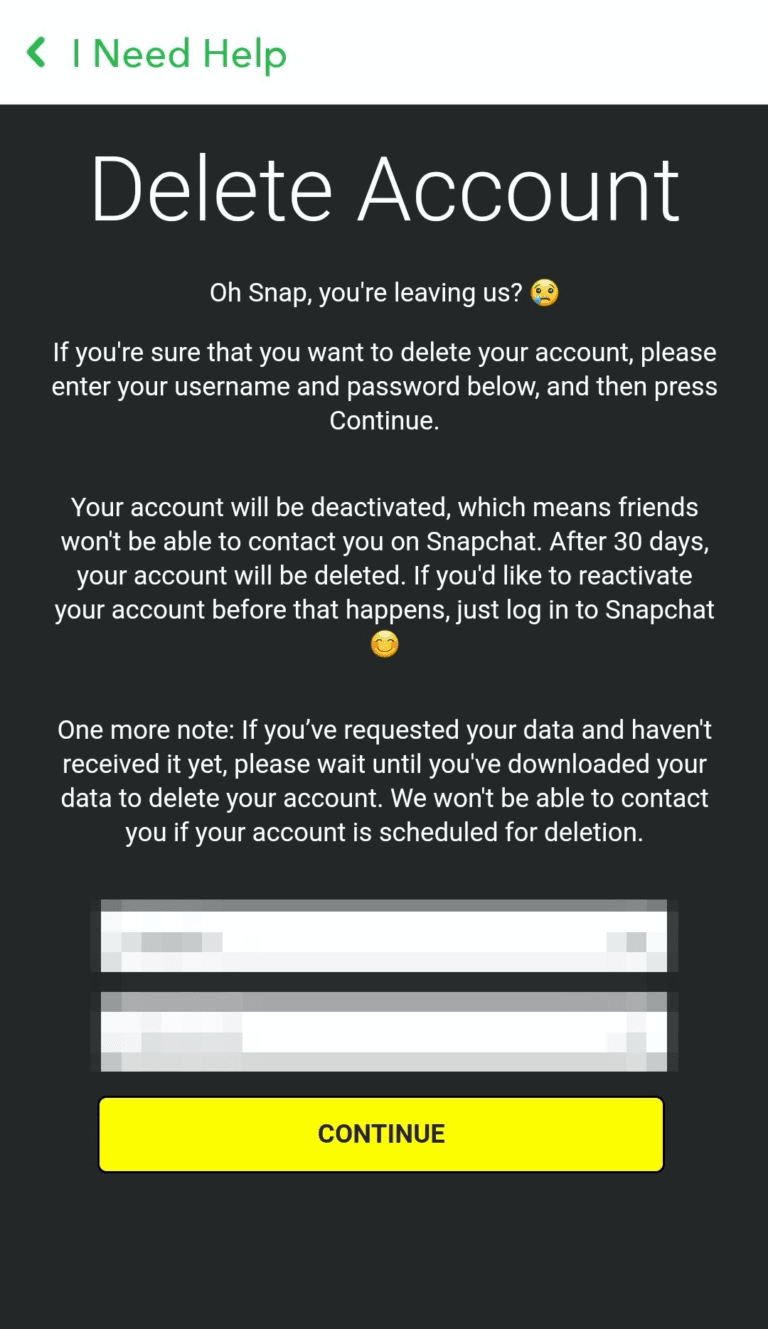 I Need Help
Delete Account
Oh Snap, you're leaving us? 😢
If you're sure that you want to delete your account, please
enter your username and password below, and then press
Continue.
Your account will be deactivated, which means friends
won't be able to contact you on Snapchat. After 30 days,
your account will be deleted. If you'd like to reactivate
your account before that happens, just log in to Snapchat
😊
One more note: If you’ve requested your data and haven't
received it yet, please wait until you've downloaded your
data to delete your account. We won't be able to contact
you if your account is scheduled for deletion.
CONTINUE